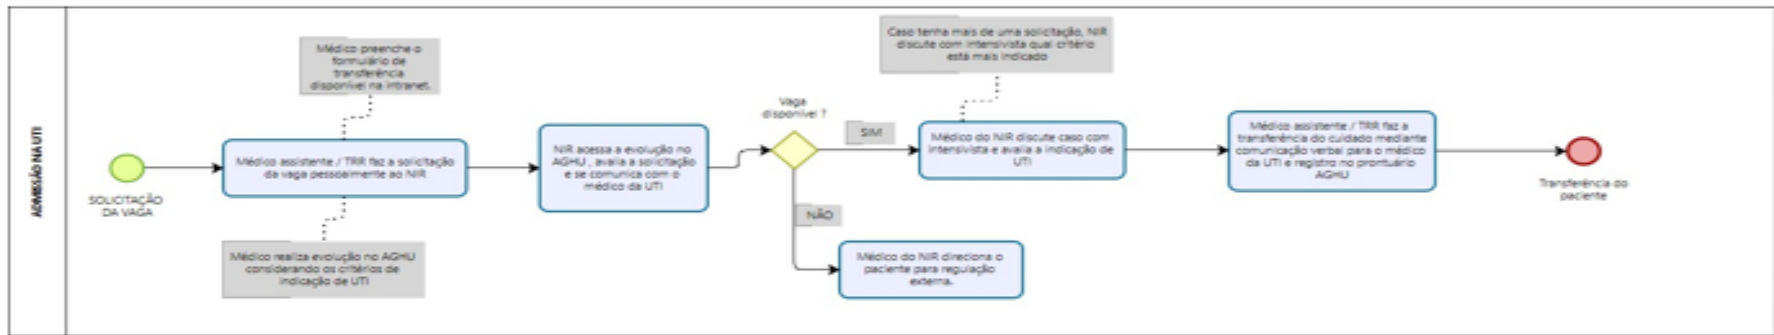 ADMISSÃO NA UTI
SOLICITAÇÃO
DA VAGA
Médico preenche o
formulário de
transferência
disponível na intranet.
Médico assistente / TRR faz a solicitação
da vaga pessoalmente ao NIR
Médico realiza evolução no AGHU
considerando os critérios de
indicação de UTI
NIR acessa a evolução no
AGHU , avalia a solicitação
e se comunica com o
médico da UTI
Vaga
disponível ?
SIM
NÃO
Caso tenha mais de uma solicitação, NIR
discute com intensivista qual critério
está mais indicado
Médico do NIR discute caso com
intensivista e avalia a indicação de
UTI
Médico do NIR direciona o
paciente para regulação
externa.
Médico assistente / TRR faz a
transferência do cuidado mediante
comunicação verbal para o médico
da UTI e registro no prontuário
AGHU
Transferência do
paciente